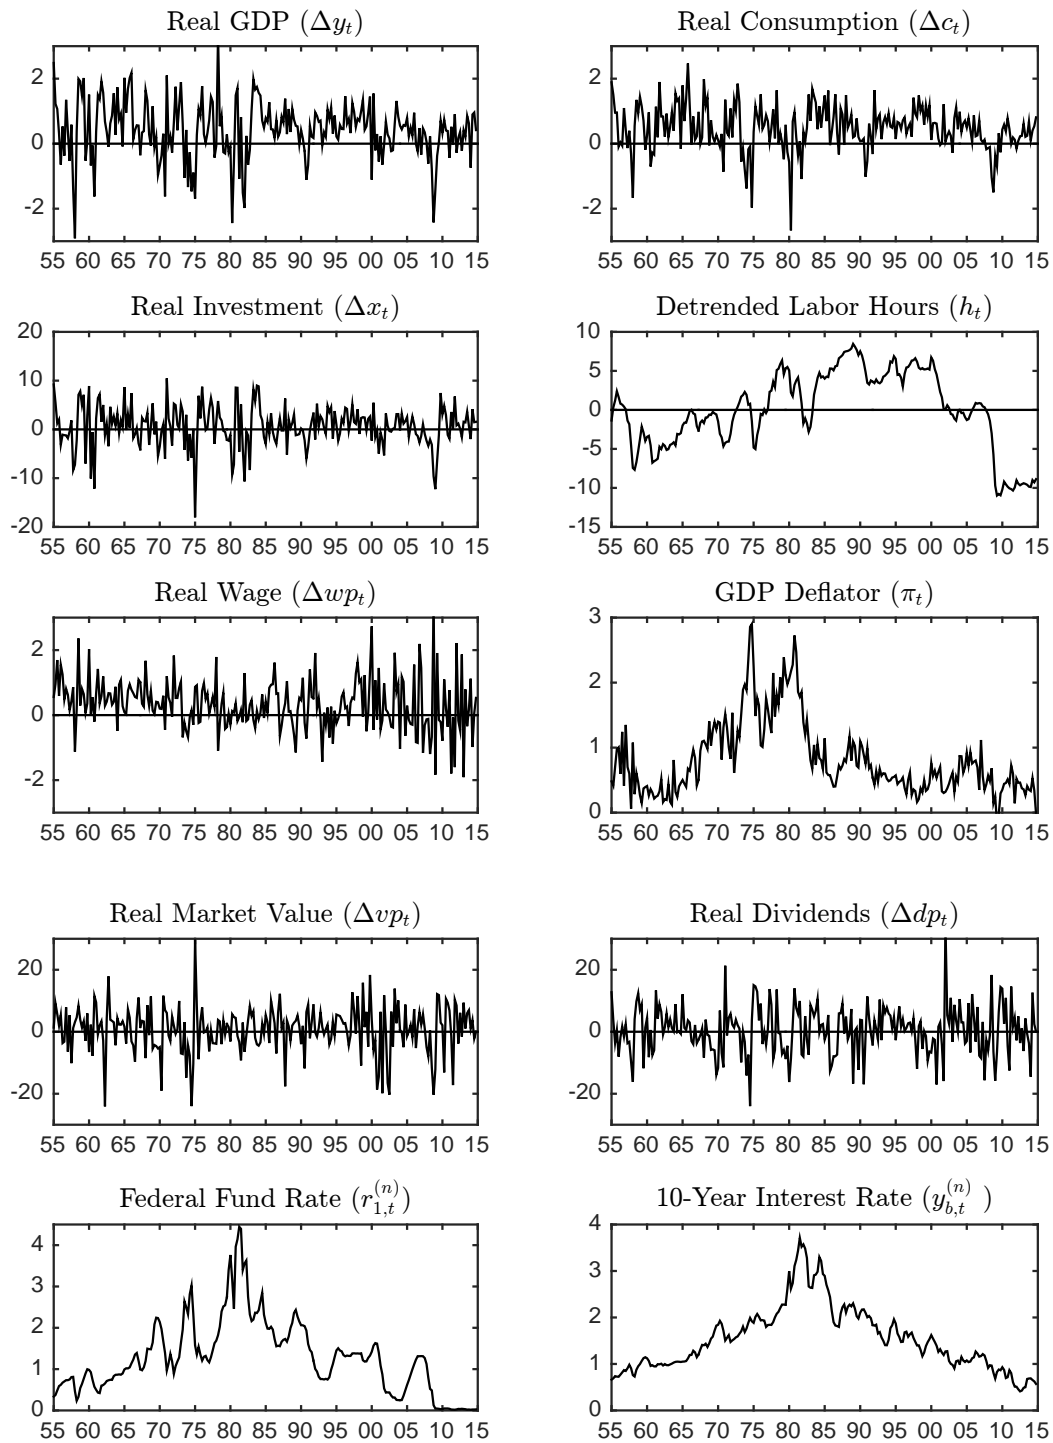 Real GDP (Δy_t) Real Consumption (Δc_t)
2 2
0 0
-2 -2
55 60 65 70 75 80 85 90 95 00 05 10 15 55 60 65 70 75 80 85 90 95 00 05 10 15
Real Investment (Δx_t) Detrended Labor Hours (h_t)
20 10
10 5
0 0
-5
-10 -10
-20 -15
55 60 65 70 75 80 85 90 95 00 05 10 15 55 60 65 70 75 80 85 90 95 00 05 10 15
Real Wage (Δwp_t) GDP Deflator (π_t)
3
2 2
0 1
-2 0
55 60 65 70 75 80 85 90 95 00 05 10 15 55 60 65 70 75 80 85 90 95 00 05 10 15
Real Market Value (Δvp_t) Real Dividends (Δdp_t)
20 20
0 0
-20 -20
55 60 65 70 75 80 85 90 95 00 05 10 15 55 60 65 70 75 80 85 90 95 00 05 10 15
Federal Fund Rate (r_{1,t}^{(n)}) 10-Year Interest Rate (y_{b,t}^{(n)} )
4 4
3 3
2 2
1 1
0 0
55 60 65 70 75 80 85 90 95 00 05 10 15 55 60 65 70 75 80 85 90 95 00 05 10 15